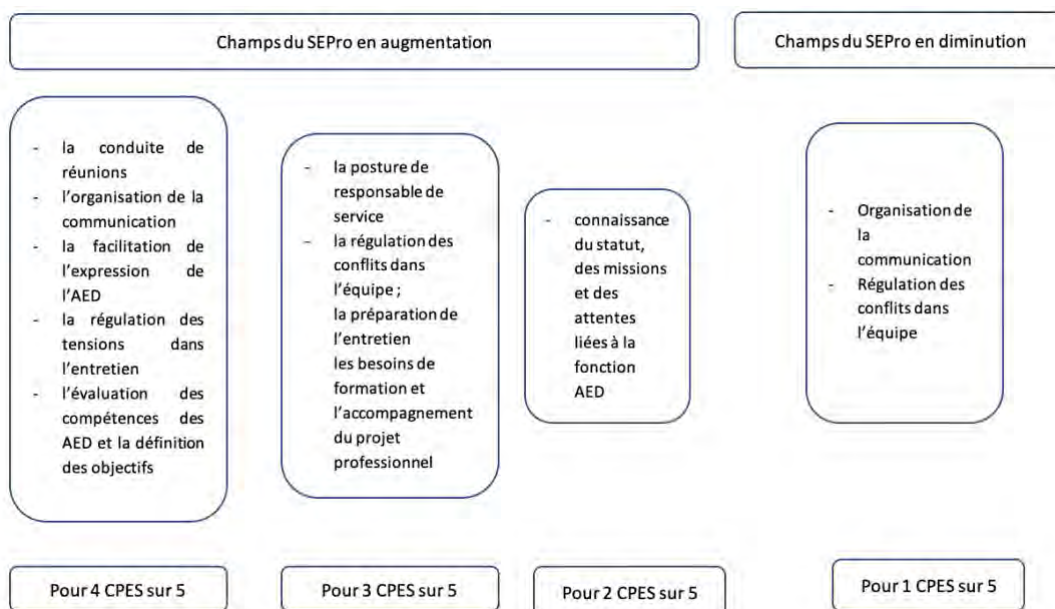 Champs du SEPro en augmentation
Champs du SEPro en diminution
- la conduite de
réunions
- l'organisation de la
communication
- la facilitation de
l'expression de
l'AED
- la régulation des
tensions dans
l'entretien
- l'évaluation des
compétences des
AED et la définition
des objectifs
- la posture de
responsable de
service
- la régulation des
conflits dans
l'équipe ;
la préparation de
l'entretien
les besoins de
formation et
l'accompagnement
du projet
professionnel
- connaissance
du statut,
des missions
et des
attentes
liées à la
fonction
AED
- Organisation de
la
communication
- Régulation des
conflits dans
l'équipe
Pour 4 CPES sur 5
Pour 3 CPES sur 5
Pour 2 CPES sur 5
Pour 1 CPES sur 5